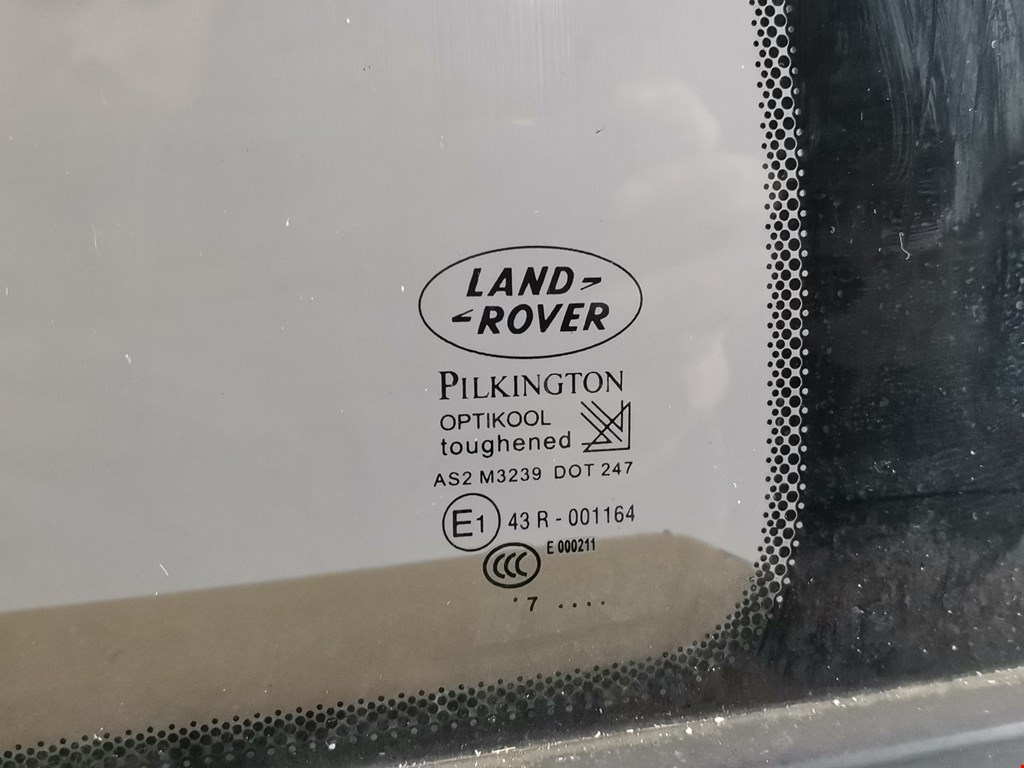 LAND
ROVER
PILKINGTON
OPTIKOOL
toughened
AS2 M3239 DOT 247
E1 43 R - 001164
E 000211
CCC
. 7 ....